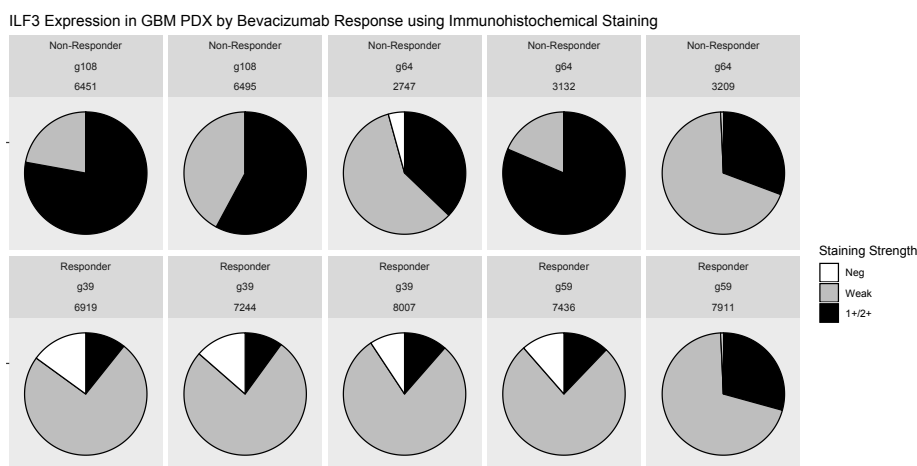 ILF3 Expression in GBM PDX by Bevacizumab Response using Immunohistochemical Staining
Non-Responder
g108
6451
Non-Responder
g108
6495
Non-Responder
g64
2747
Non-Responder
g64
3132
Non-Responder
g64
3209
Responder
g39
6919
Responder
g39
7244
Responder
g39
8007
Responder
g59
7436
Responder
g59
7911
Staining Strength
Neg
Weak
1+/2+